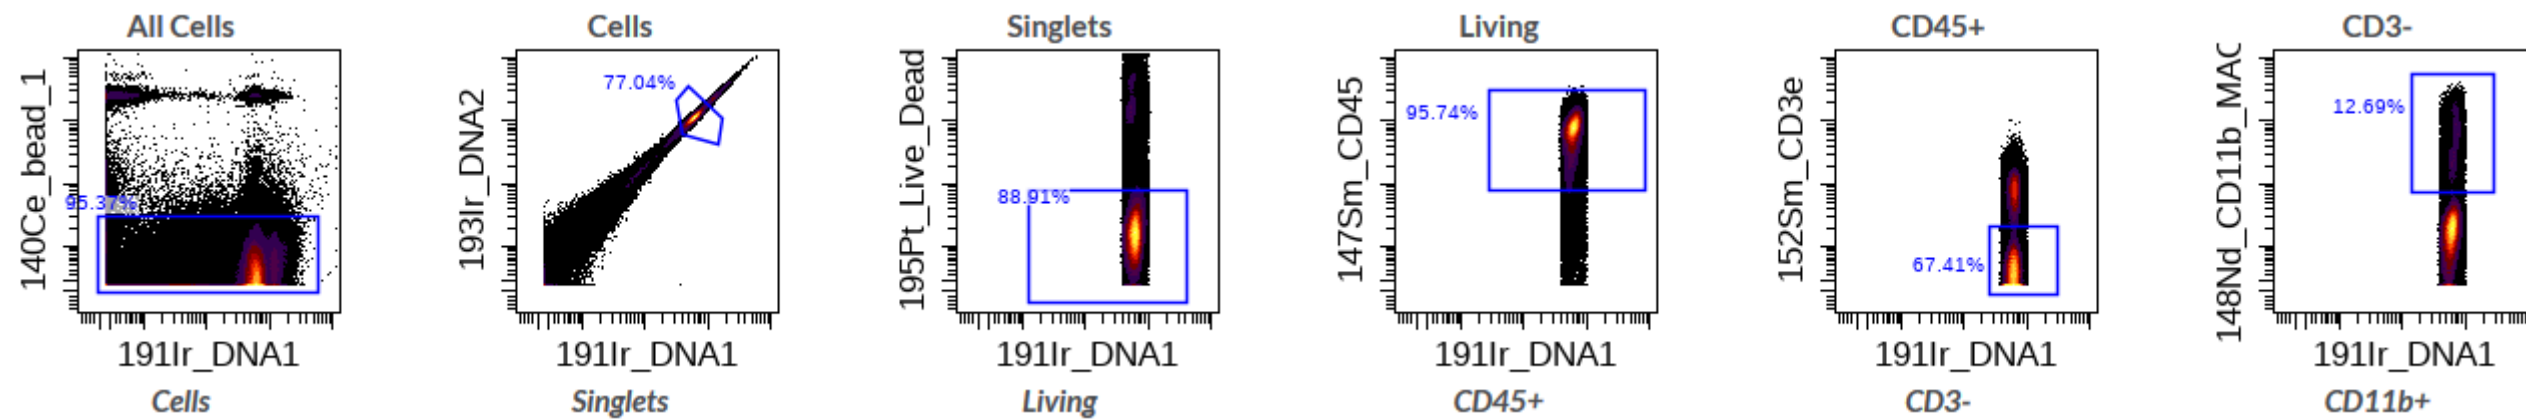 All Cells
Cells
Singlets
Living
CD45+
CD3-
140Ce_bead_1
95.37%
191Ir_DNA1
Cells
193Ir_DNA2
77.04%
191Ir_DNA1
Singlets
195Pt_Live_Dead
88.91%
191Ir_DNA1
Living
147Sm_CD45
95.74%
191Ir_DNA1
CD45+
152Sm_CD3e
67.41%
191Ir_DNA1
CD3-
148Nd_CD11b_MAC
12.69%
191Ir_DNA1
CD11b+